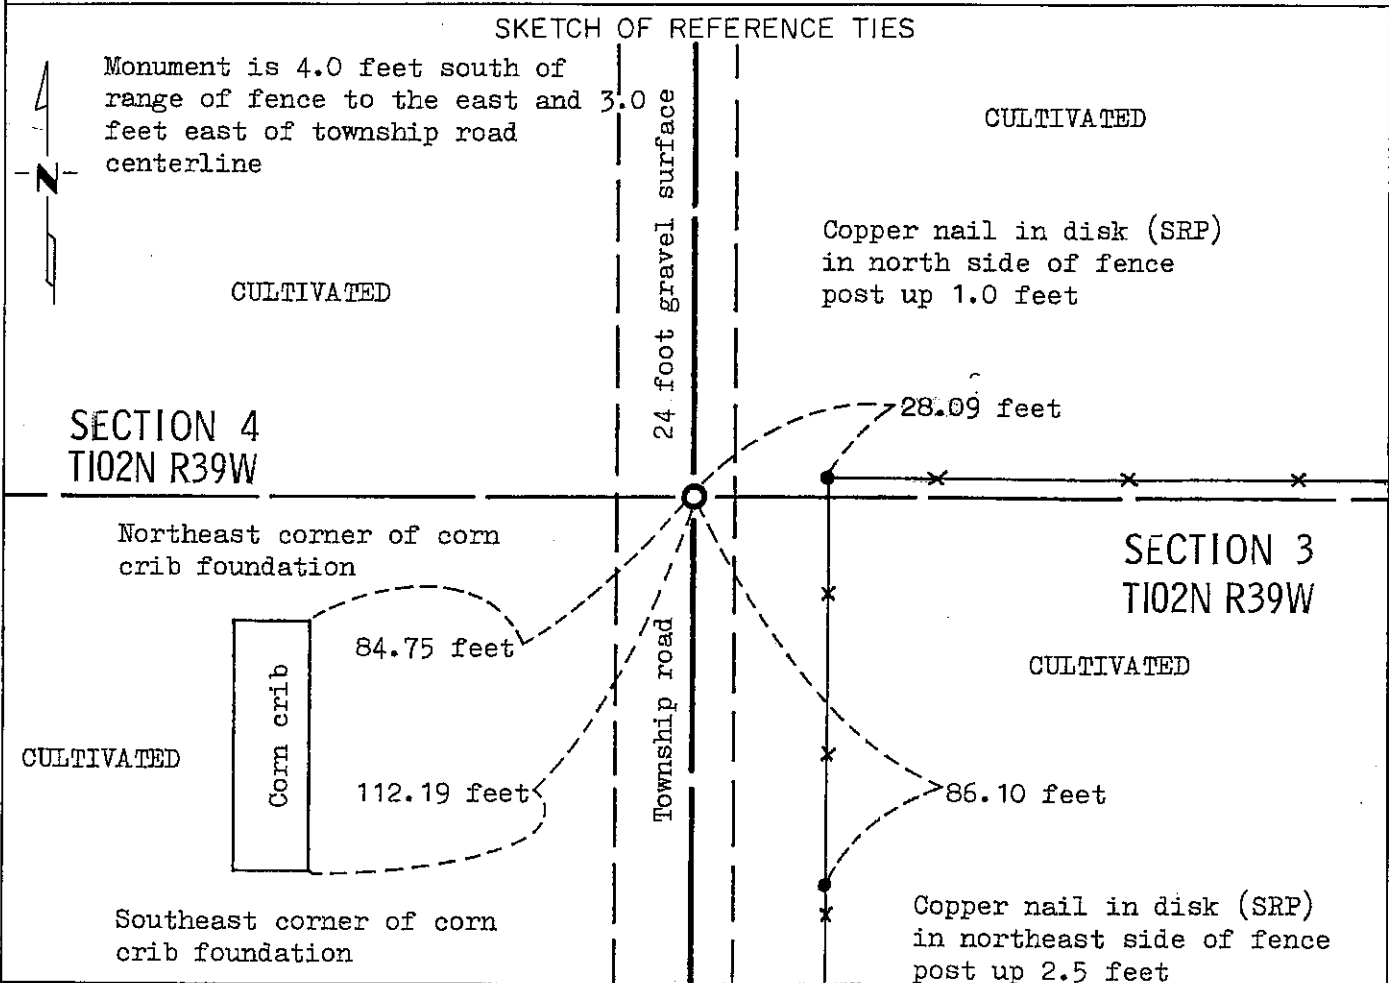 SKETCH OF REFERENCE TIES
Monument is 4.0 feet south of
range of fence to the east and 3.0
feet east of township road
centerline
N
CULTIVATED
24 foot gravel surface
CULTIVATED
Copper nail in disk (SRP)
in north side of fence
post up 1.0 feet
28.09 feet
SECTION 4
T102N R39W
Northeast corner of corn
crib foundation
84.75 feet
Corn crib
CULTIVATED
112.19 feet
Southeast corner of corn
crib foundation
Township road
SECTION 3
T102N R39W
CULTIVATED
86.10 feet
Copper nail in disk (SRP)
in northeast side of fence
post up 2.5 feet